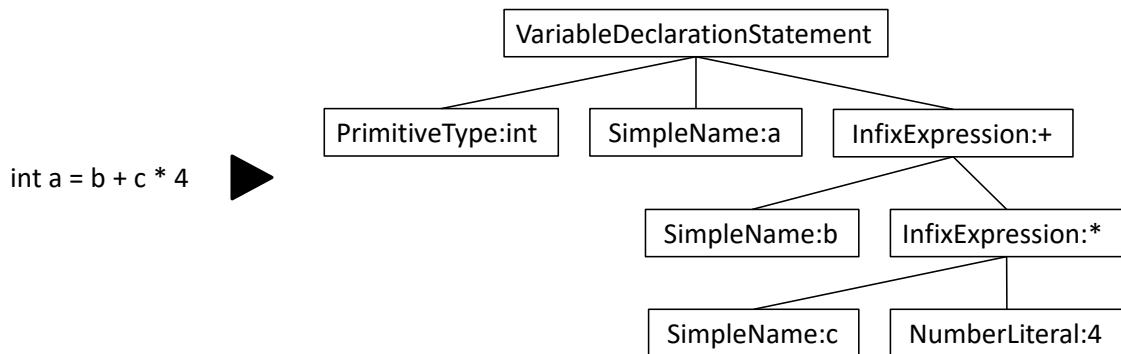 VariableDeclarationStatement
PrimitiveType:int
SimpleName:a
InfixExpression:+
int a = b + c * 4
SimpleName:b
InfixExpression:*
SimpleName:c
NumberLiteral:4